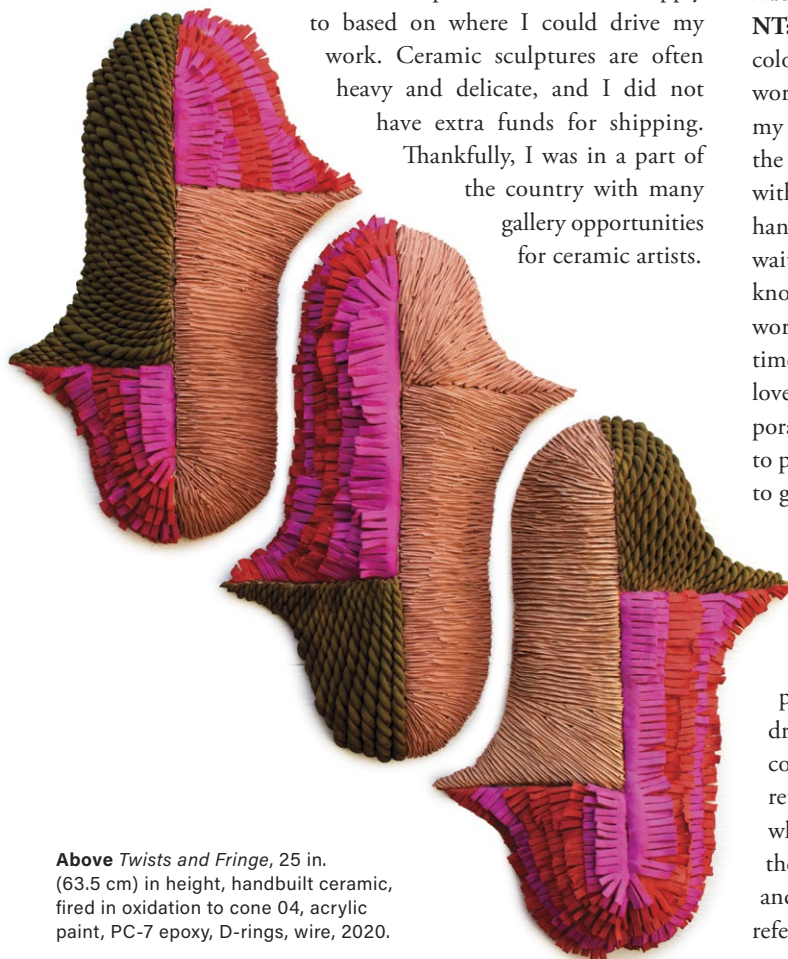 to based on where I could drive my
work. Ceramic sculptures are often
heavy and delicate, and I did not
have extra funds for shipping.
Thankfully, I was in a part of
the country with many
gallery opportunities
for ceramic artists.
Above Twists and Fringe, 25 in.
(63.5 cm) in height, handbuilt ceramic,
fired in oxidation to cone 04, acrylic
paint, PC-7 epoxy, D-rings, wire, 2020.
colo
wor
my
the
with
han
wai
kno
wor
time
love
pora
to p
to g
p
dr
co
re
wh
the
and
refe